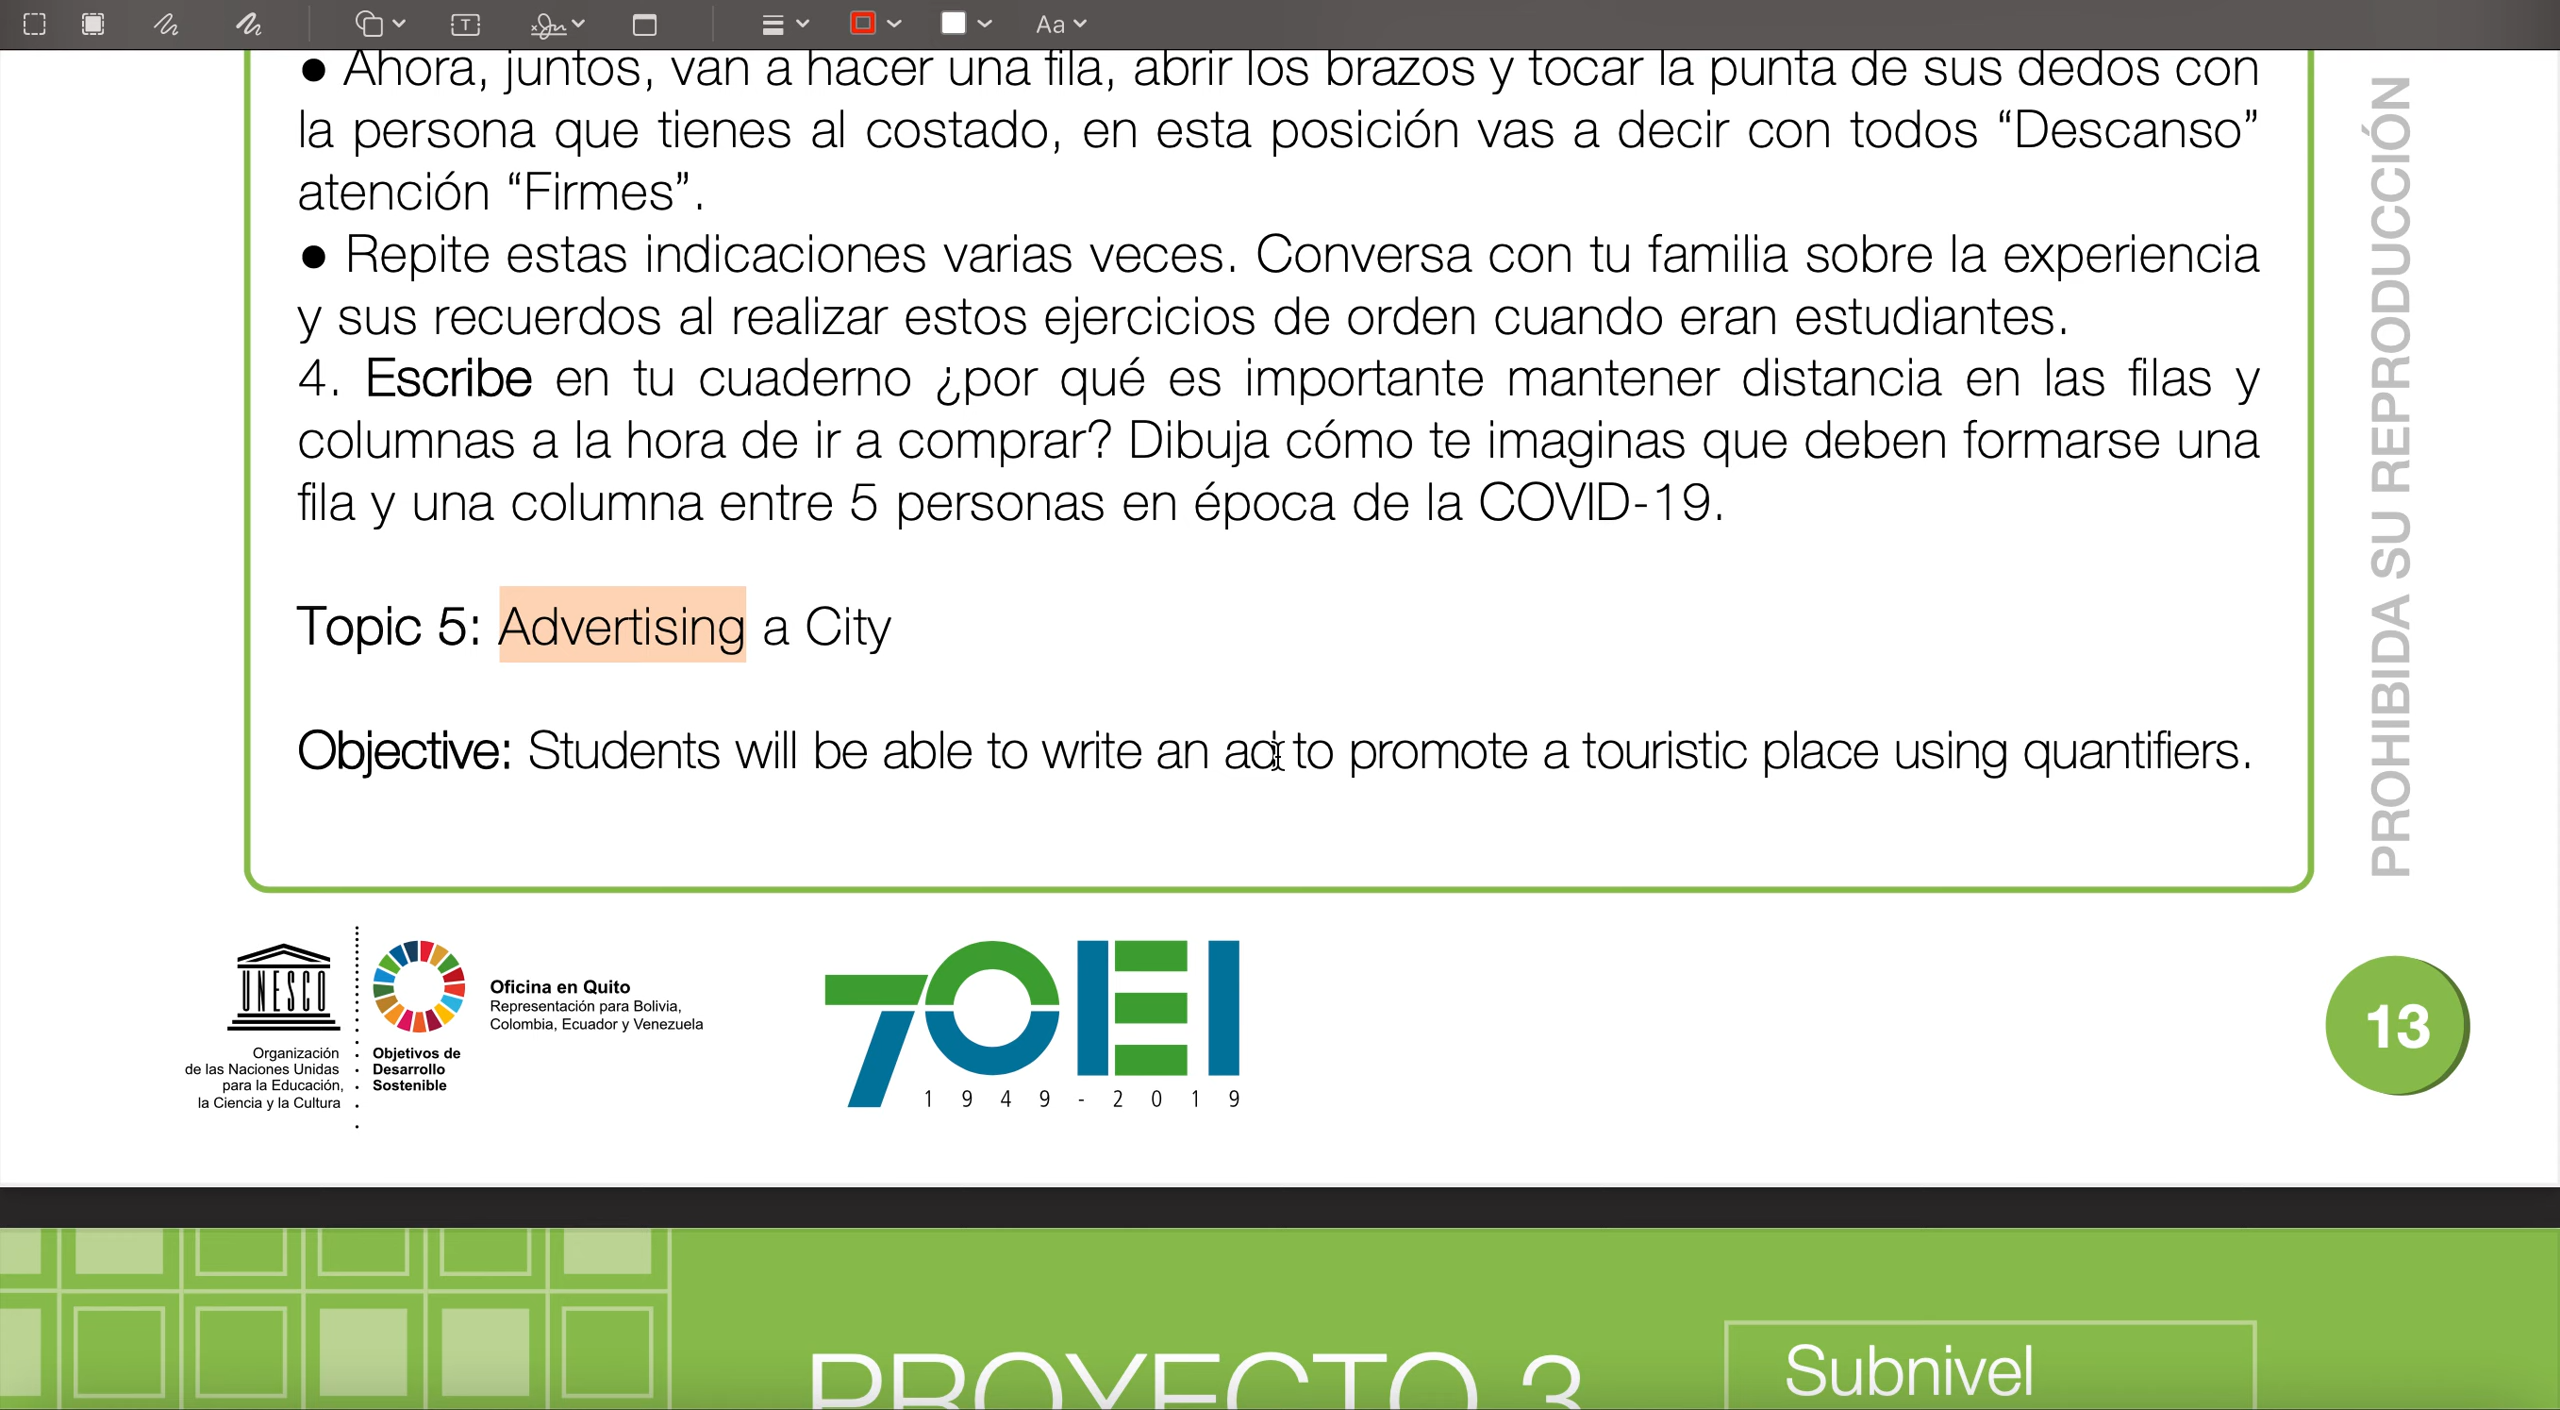 Aa
● Ahora, juntos, van a hacer una fila, abrir los brazos y tocar la punta de sus dedos con
la persona que tienes al costado, en esta posición vas a decir con todos “Descanso”
atención “Firmes”.
● Repite estas indicaciones varias veces. Conversa con tu familia sobre la experiencia
y sus recuerdos al realizar estos ejercicios de orden cuando eran estudiantes.
4. Escribe en tu cuaderno ¿por qué es importante mantener distancia en las filas y
columnas a la hora de ir a comprar? Dibuja cómo te imaginas que deben formarse una
fila y una columna entre 5 personas en época de la COVID-19.
Topic 5: Advertising a City
Objective: Students will be able to write an ad to promote a touristic place using quantifiers.
PROHIBIDA SU REPRODUCCIÓN
UNESCO
Organización
de las Naciones Unidas
para la Educación,
la Ciencia y la Cultura
Objetivos de
Desarrollo
Sostenible
Oficina en Quito
Representación para Bolivia,
Colombia, Ecuador y Venezuela
70 OEI
1949-2019
13
PROYECTO 3
Subnivel